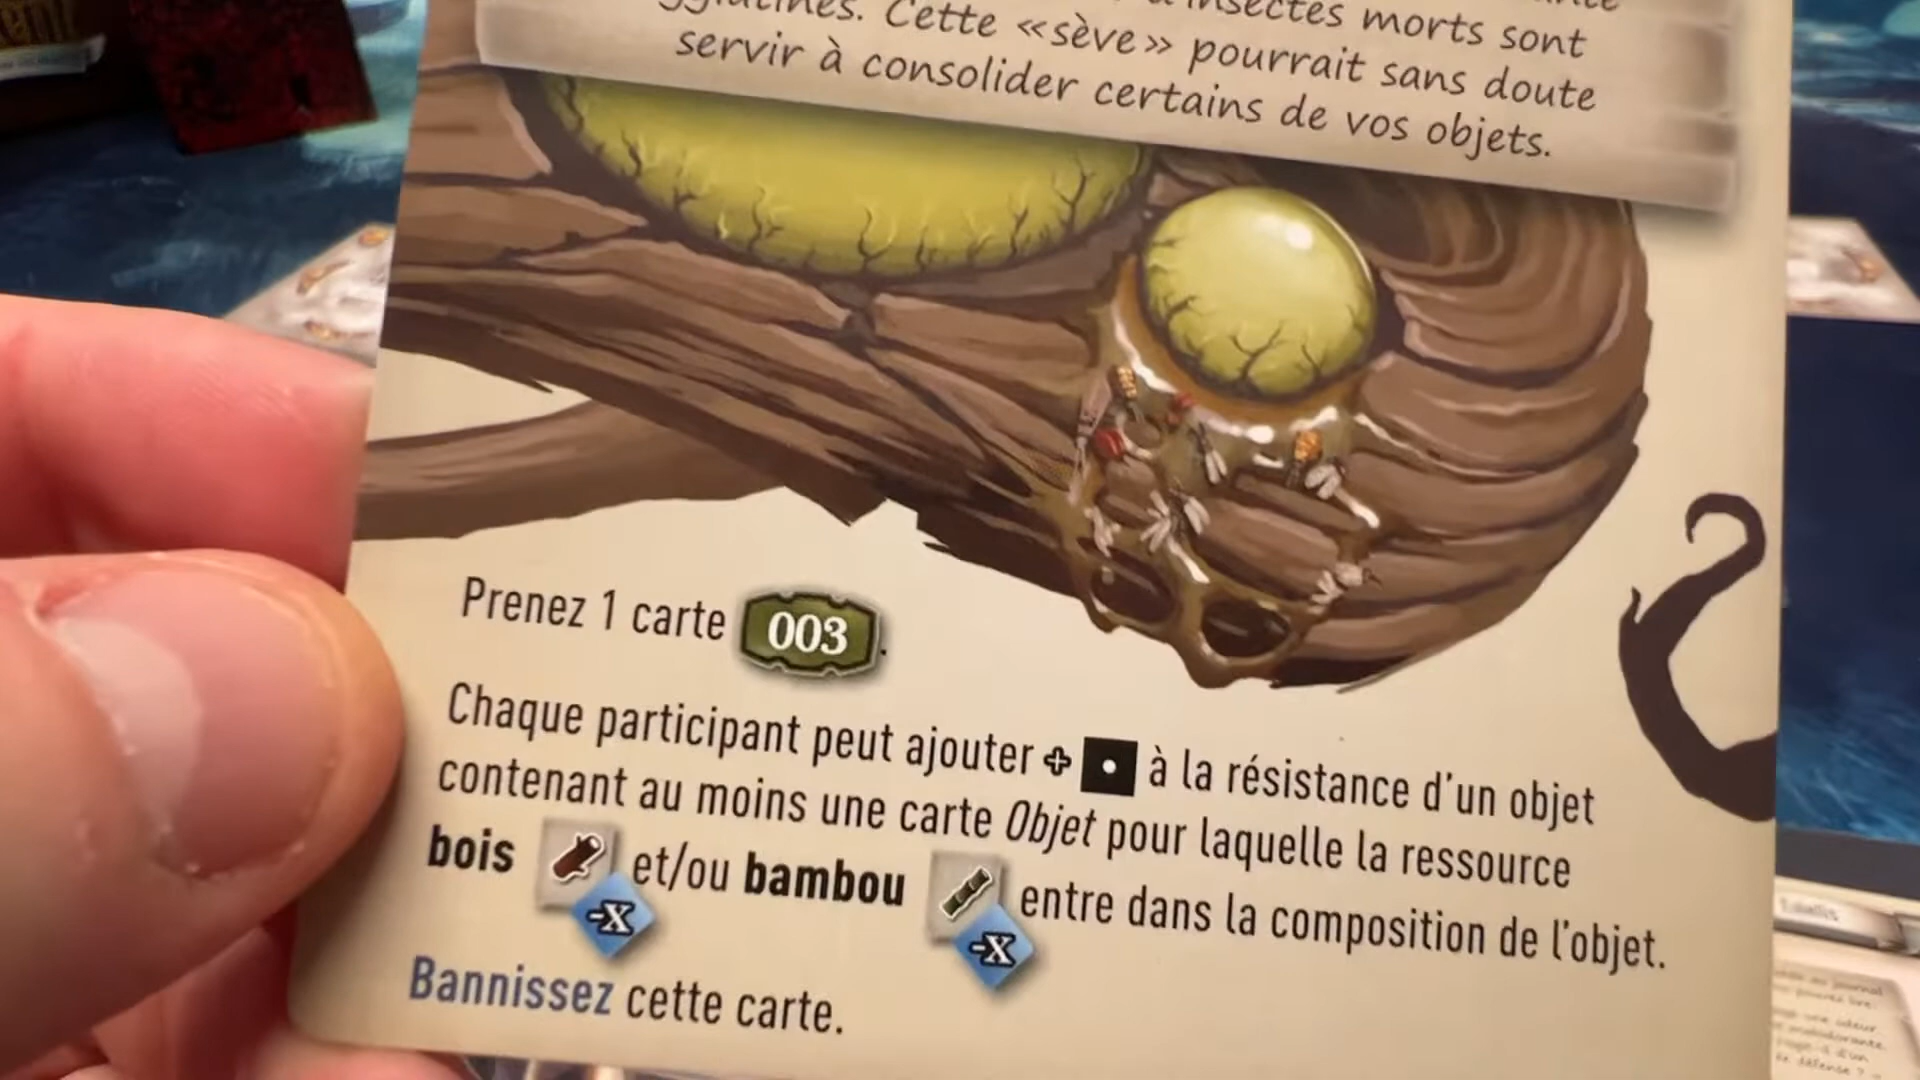 insectes morts sont
Cette «sève» pourrait sans doute
servir à consolider certains de vos objets.
Prenez 1 carte 003.
Chaque participant peut ajouter + à la résistance d'un objet
contenant au moins une carte Objet pour laquelle la ressource
bois -X et/ou bambou -X entre dans la composition de l'objet.
Bannissez cette carte.